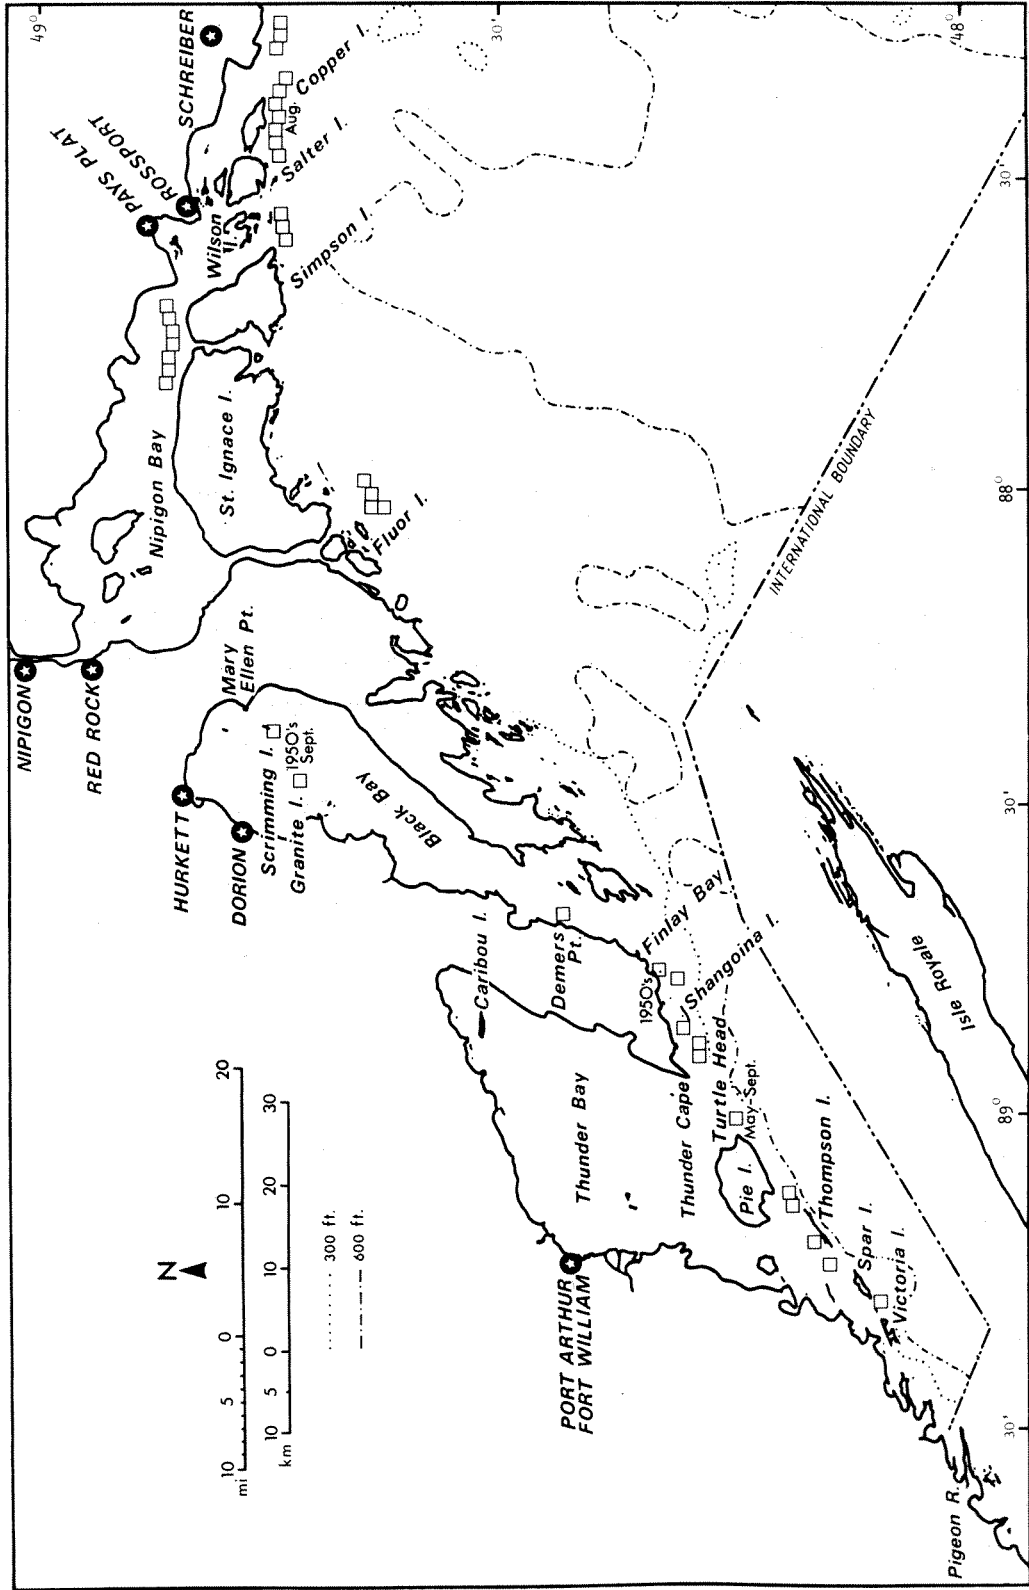 49°
30'
48°
SCHREIBER
PAYS PLAT
ROSSPORT
Copper I.
Aug.
Salter I.
Wilson
I.
Simpson I.
30'
Nipigon Bay
St. Ignace I.
Fluor I.
88°
INTERNATIONAL BOUNDARY
NIPIGON
RED ROCK
Mary
Ellen Pt.
HURKETT
DORION
Scrimming I.
Granite I.
1950's
Sept.
Black Bay
30'
Caribou I.
Demers
Pt.
Finlay Bay
1950's
Shangoina I.
Isle Royale
Thunder Bay
Thunder Cape
Turtle Head
May-Sept.
Pie I.
Thompson I.
89°
Spar I.
Victoria I.
PORT ARTHUR
FORT WILLIAM
N
10 5 0 10 20
mi
10 5 0 10 20 30
km
300 ft.
600 ft.
30'
Pigeon R.